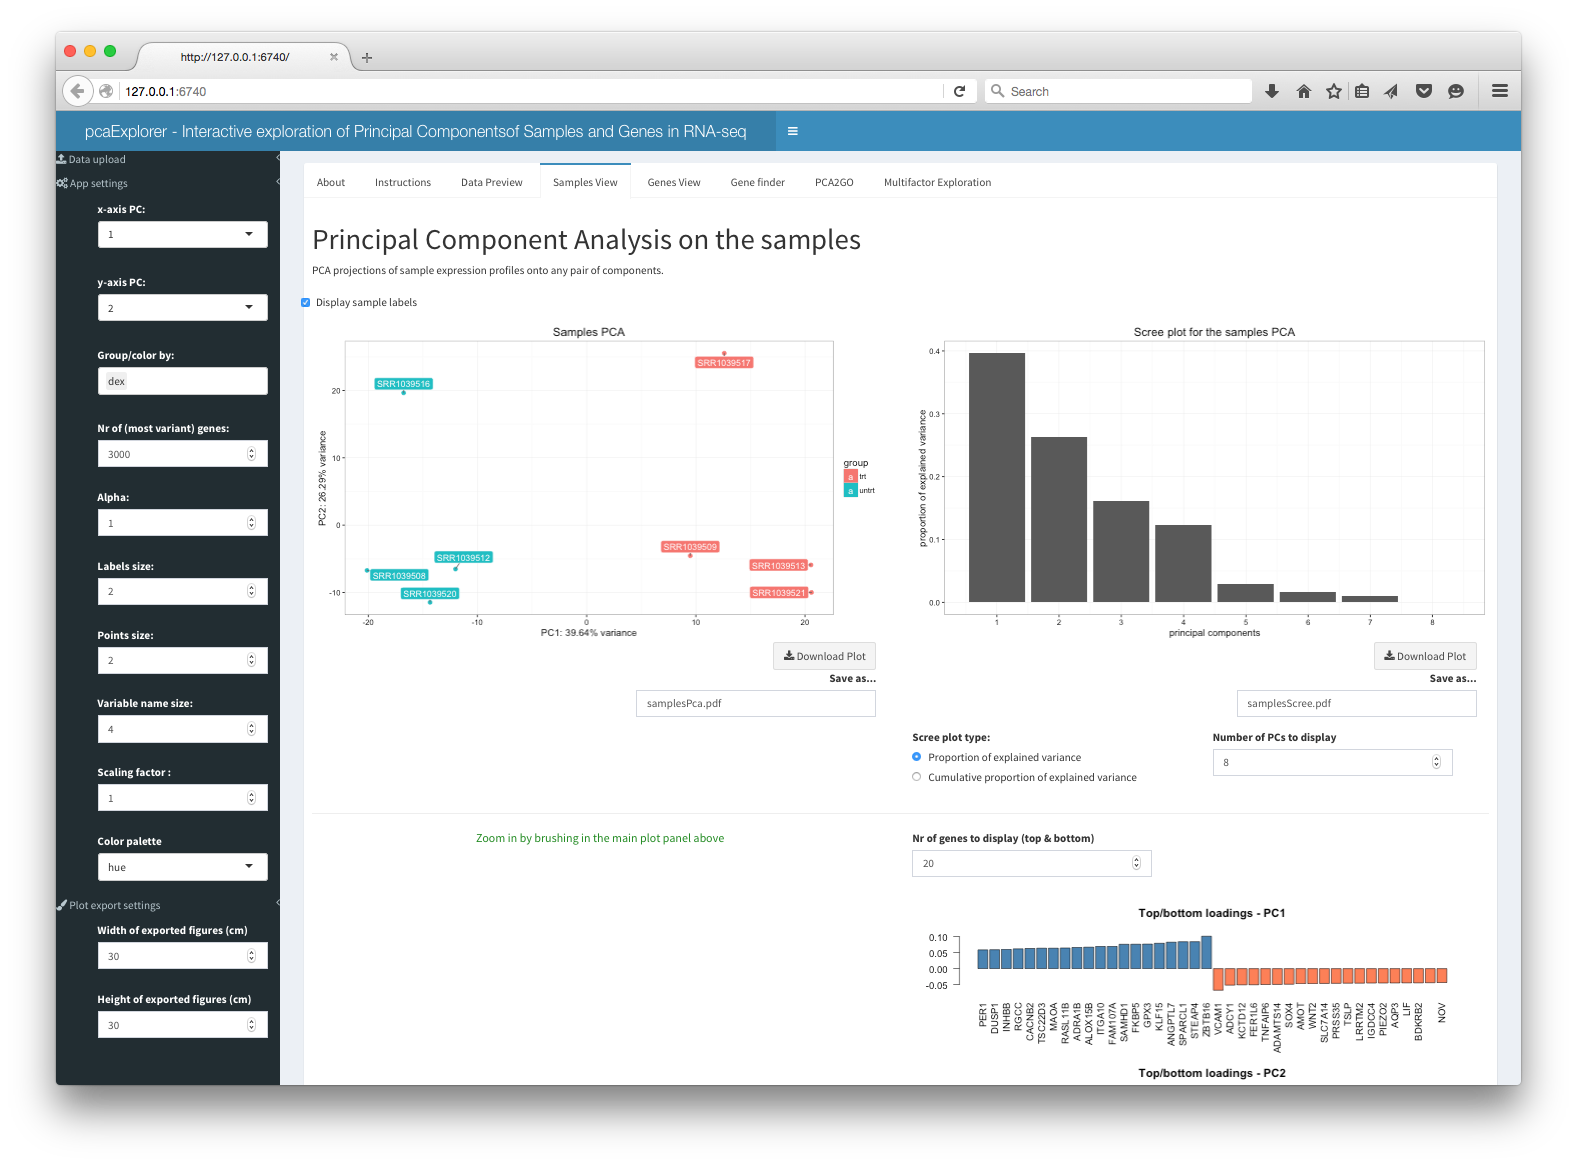 http://127.0.0.1:6740/
127.0.0.1:6740
Search
pcaExplorer - Interactive exploration of Principal Componentsof Samples and Genes in RNA-seq
Data upload
App settings
x-axis PC:
1
y-axis PC:
2
Group/color by:
dex
Nr of (most variant) genes:
3000
Alpha:
1
Labels size:
2
Points size:
2
Variable name size:
4
Scaling factor :
1
Color palette
hue
Plot export settings
Width of exported figures (cm)
30
Height of exported figures (cm)
30
About Instructions Data Preview Samples View Genes View Gene finder PCA2GO Multifactor Exploration
Principal Component Analysis on the samples
PCA projections of sample expression profiles onto any pair of components.
Display sample labels
Samples PCA
SRR1039517
SRR1039516
SRR1039509
SRR1039512
SRR1039513
SRR1039508
SRR1039520
SRR1039521
20
10
0
-10
PC2: 26.29% variance
-20 -10 0 10 20
PC1: 39.64% variance
group
a trt
a untrt
Download Plot
Save as...
samplesPca.pdf
Scree plot for the samples PCA
0.4
0.3
0.2
0.1
0.0
proportion of explained variance
1 2 3 4 5 6 7 8
principal components
Download Plot
Save as...
samplesScree.pdf
Scree plot type:
Proportion of explained variance
Cumulative proportion of explained variance
Number of PCs to display
8
Zoom in by brushing in the main plot panel above
Nr of genes to display (top & bottom)
20
Top/bottom loadings - PC1
0.10
0.05
0.00
-0.05
PER1
DUSP1
INHBB
RGCC
CACNB2
TSC22D3
MAOA
RASL11B
ADRA1B
ALOX15B
ITGA10
FAM107A
SAMHD1
FKBP5
GPX3
KLF15
ANGPTL7
SPARCL1
STEAP4
ZBTB16
VCAM1
ADCY1
KCTD12
FER1L6
TNFAIP6
ADAMTS14
SOX4
AMOT
WNT2
SLC7A14
PRSS35
TSLP
LRRTM2
IGDCC4
PIEZO2
AQP3
LIF
BDKRB2
NOV
Top/bottom loadings - PC2